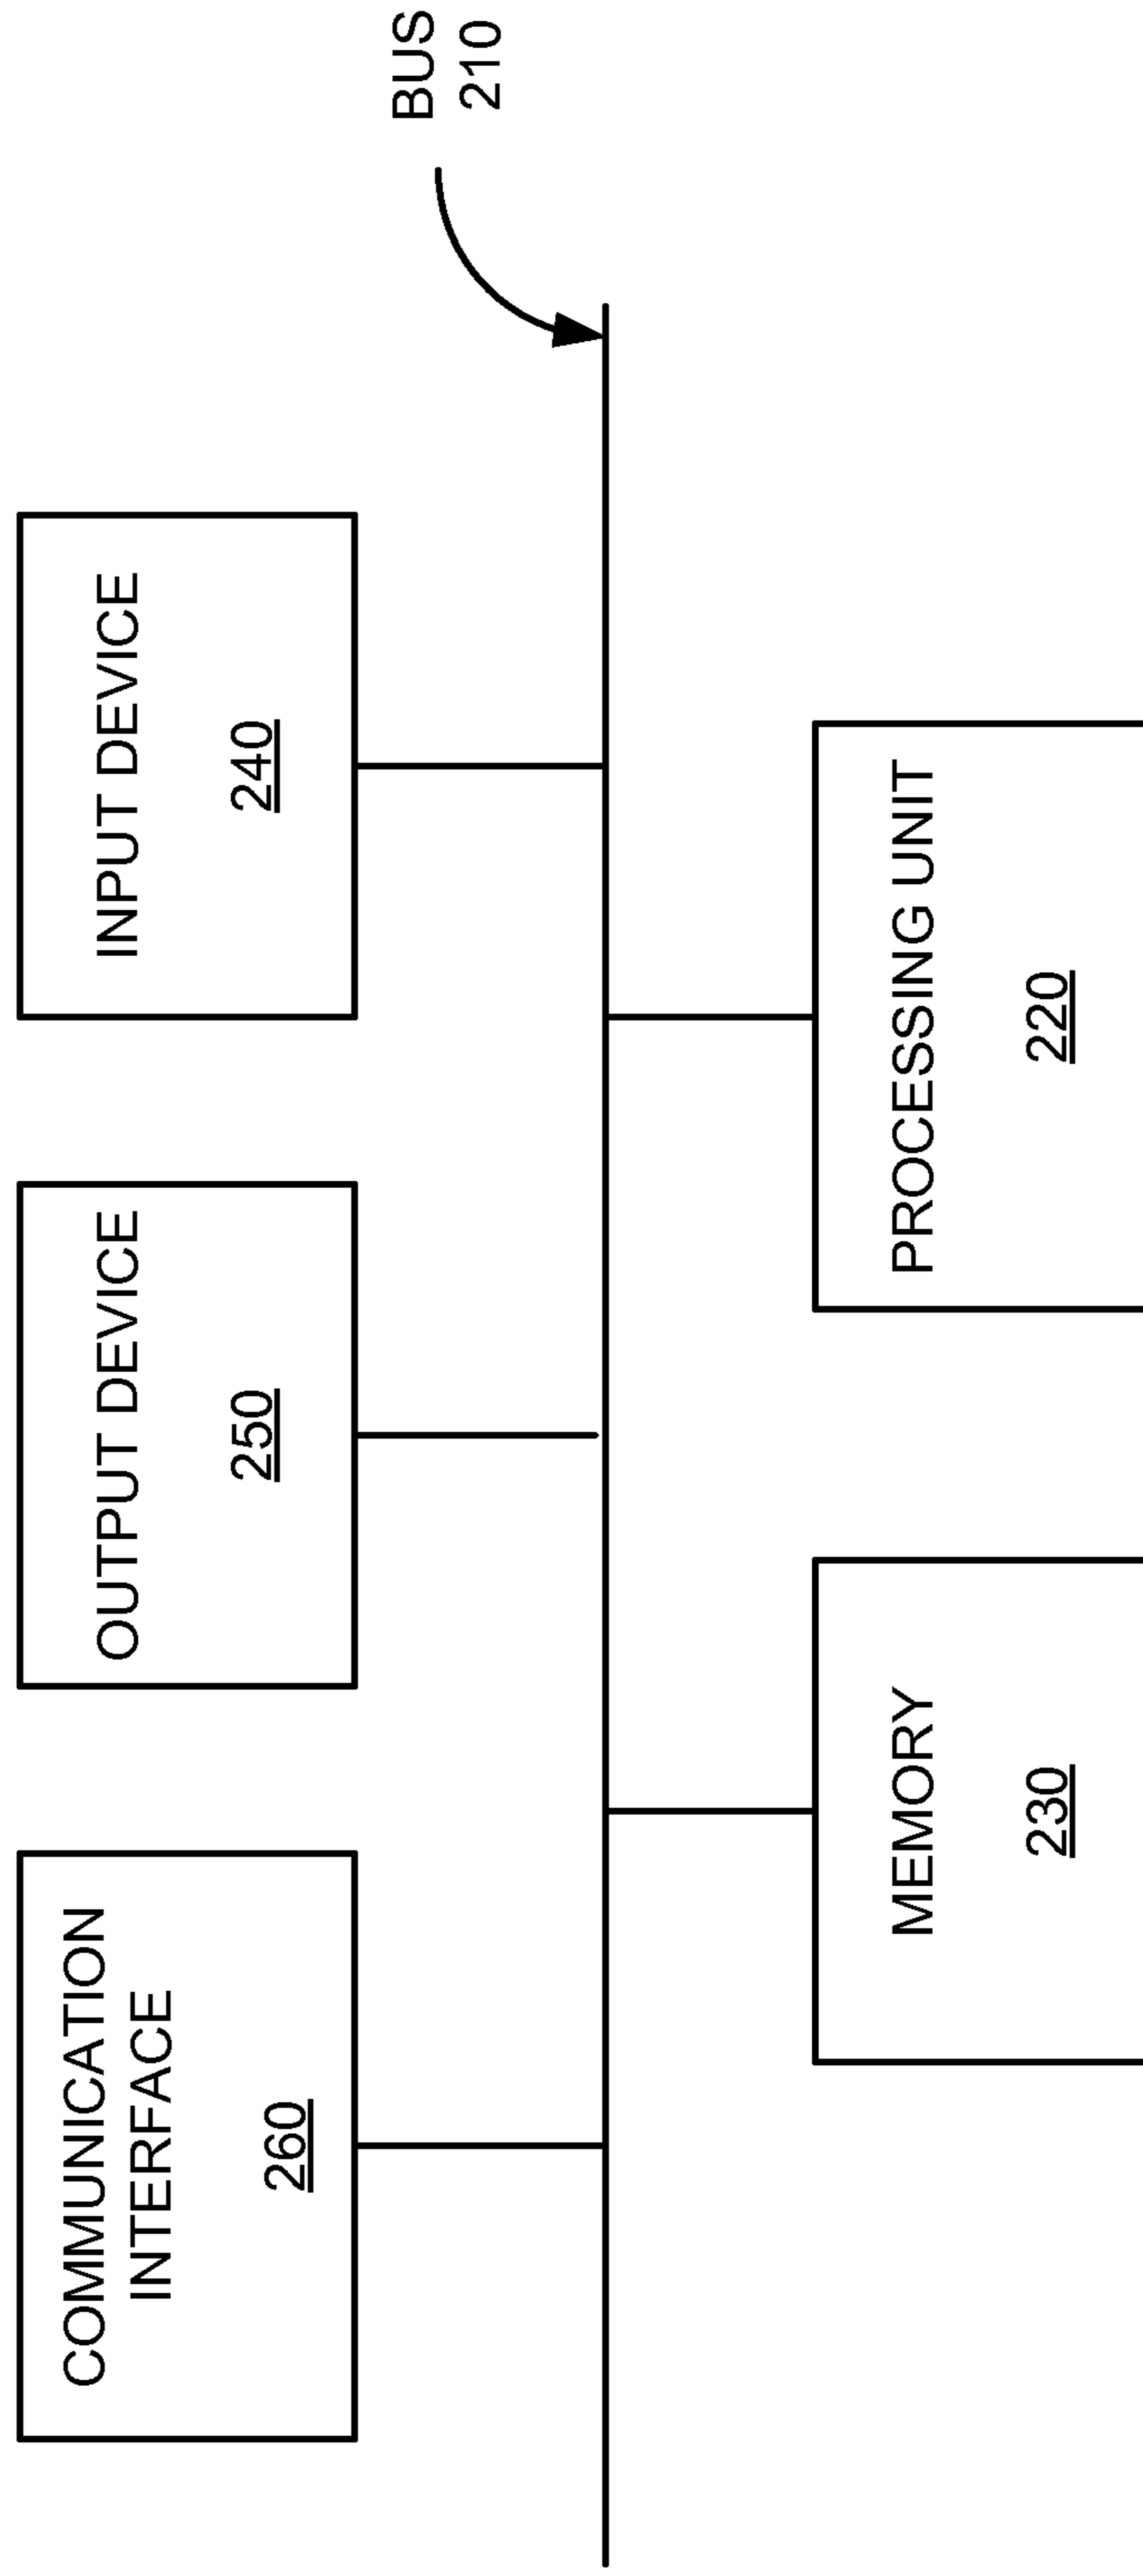 COMMUNICATION
INTERFACE
260
OUTPUT DEVICE
250
INPUT DEVICE
240
BUS
210
MEMORY
230
PROCESSING UNIT
220